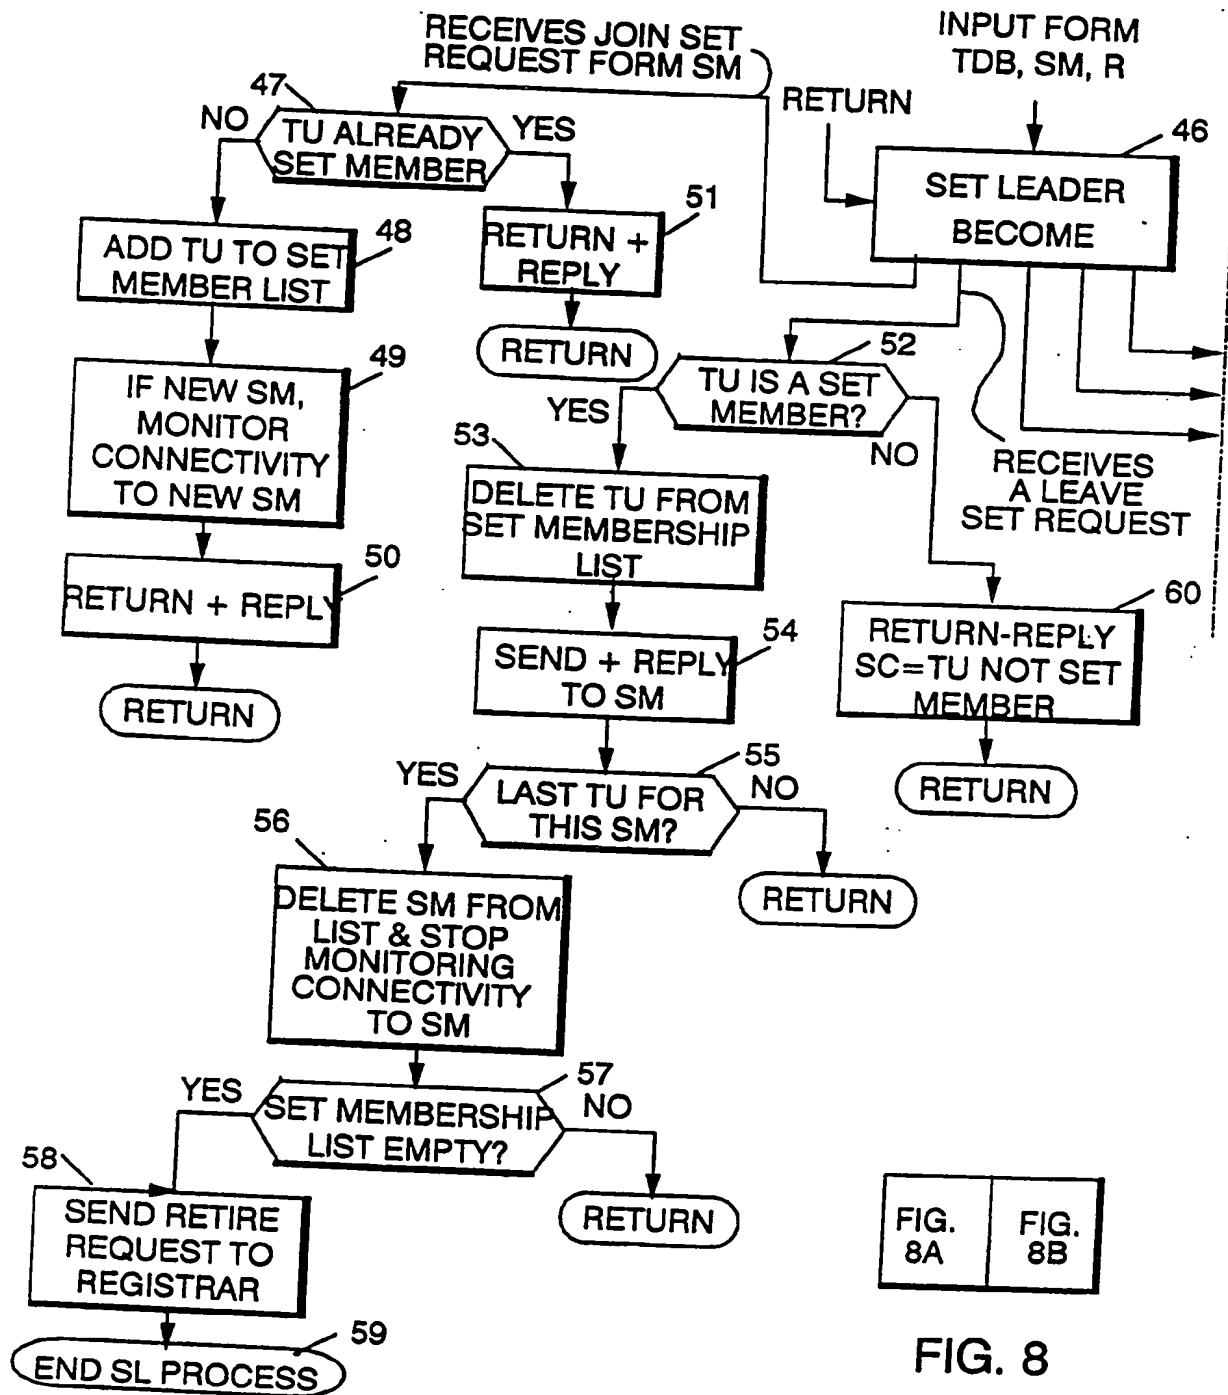 RECEIVES JOIN SET
REQUEST FORM SM
INPUT FORM
TDB, SM, R
RETURN
46
SET LEADER
BECOME
47
NO
TU ALREADY
SET MEMBER
YES
48
ADD TU TO SET
MEMBER LIST
51
RETURN +
REPLY
RETURN
49
IF NEW SM,
MONITOR
CONNECTIVITY
TO NEW SM
50
RETURN + REPLY
RETURN
52
TU IS A SET
MEMBER?
YES
NO
RECEIVES
A LEAVE
SET REQUEST
53
DELETE TU FROM
SET MEMBERSHIP
LIST
54
SEND + REPLY
TO SM
60
RETURN-REPLY
SC=TU NOT SET
MEMBER
RETURN
55
YES
LAST TU FOR
THIS SM?
NO
RETURN
56
DELETE SM FROM
LIST & STOP
MONITORING
CONNECTIVITY
TO SM
57
YES
SET MEMBERSHIP
LIST EMPTY?
NO
RETURN
58
SEND RETIRE
REQUEST TO
REGISTRAR
59
END SL PROCESS
FIG.
8A
FIG.
8B
FIG. 8